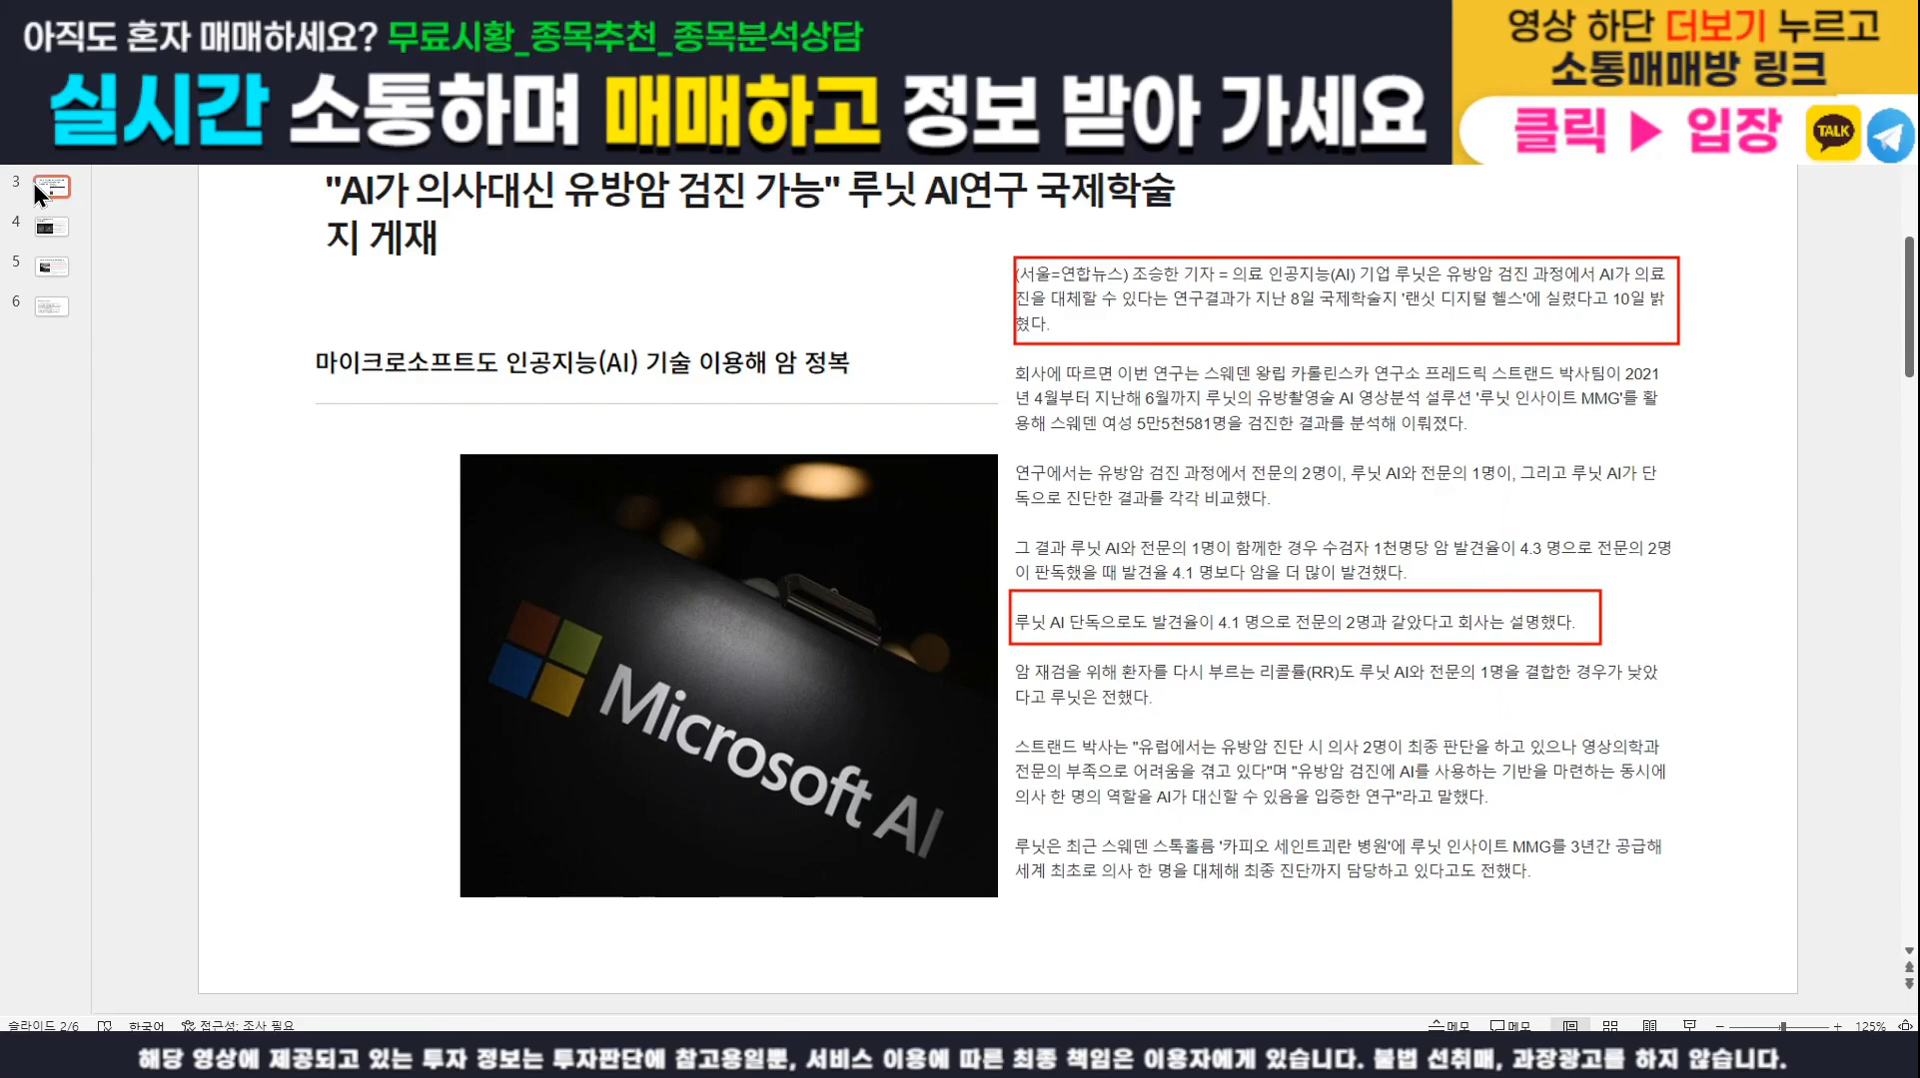 아직도 혼자 매매하세요? 무료시황_종목추천_종목분석상담
실시간 소통하며 매매하고 정보 받아 가세요
영상 하단 더보기 누르고
소통매매방 링크
클릭 ▶ 입장
TALK
3
4
5
6
"AI가 의사대신 유방암 검진 가능" 루닛 AI연구 국제학술
지 게재
마이크로소프트도 인공지능(AI) 기술 이용해 암 정복
Microsoft AI
(서울=연합뉴스) 조승한 기자 = 의료 인공지능(AI) 기업 루닛은 유방암 검진 과정에서 AI가 의료
진을 대체할 수 있다는 연구결과가 지난 8일 국제학술지 '랜싯 디지털 헬스'에 실렸다고 10일 밝
혔다.
회사에 따르면 이번 연구는 스웨덴 왕립 카롤린스카 연구소 프레드릭 스트랜드 박사팀이 2021
년 4월부터 지난해 6월까지 루닛의 유방촬영술 AI 영상분석 설루션 '루닛 인사이트 MMG'를 활
용해 스웨덴 여성 5만5천581명을 검진한 결과를 분석해 이뤄졌다.
연구에서는 유방암 검진 과정에서 전문의 2명이, 루닛 AI와 전문의 1명이, 그리고 루닛 AI가 단
독으로 진단한 결과를 각각 비교했다.
그 결과 루닛 AI와 전문의 1명이 함께한 경우 수검자 1천명당 암 발견율이 4.3 명으로 전문의 2명
이 판독했을 때 발견율 4.1 명보다 암을 더 많이 발견했다.
루닛 AI 단독으로도 발견율이 4.1 명으로 전문의 2명과 같았다고 회사는 설명했다.
암 재검을 위해 환자를 다시 부르는 리콜률(RR)도 루닛 AI와 전문의 1명을 결합한 경우가 낮았
다고 루닛은 전했다.
스트랜드 박사는 "유럽에서는 유방암 진단 시 의사 2명이 최종 판단을 하고 있으나 영상의학과
전문의 부족으로 어려움을 겪고 있다"며 "유방암 검진에 AI를 사용하는 기반을 마련하는 동시에
의사 한 명의 역할을 AI가 대신할 수 있음을 입증한 연구"라고 말했다.
루닛은 최근 스웨덴 스톡홀름 '카피오 세인트괴란 병원'에 루닛 인사이트 MMG를 3년간 공급해
세계 최초로 의사 한 명을 대체해 최종 진단까지 담당하고 있다고도 전했다.
슬라이드 2/6 한국어 접근성: 조사 필요 메모 메모 125%
해당 영상에 제공되고 있는 투자 정보는 투자판단에 참고용일뿐, 서비스 이용에 따른 최종 책임은 이용자에게 있습니다. 불법 선취매, 과장광고를 하지 않습니다.